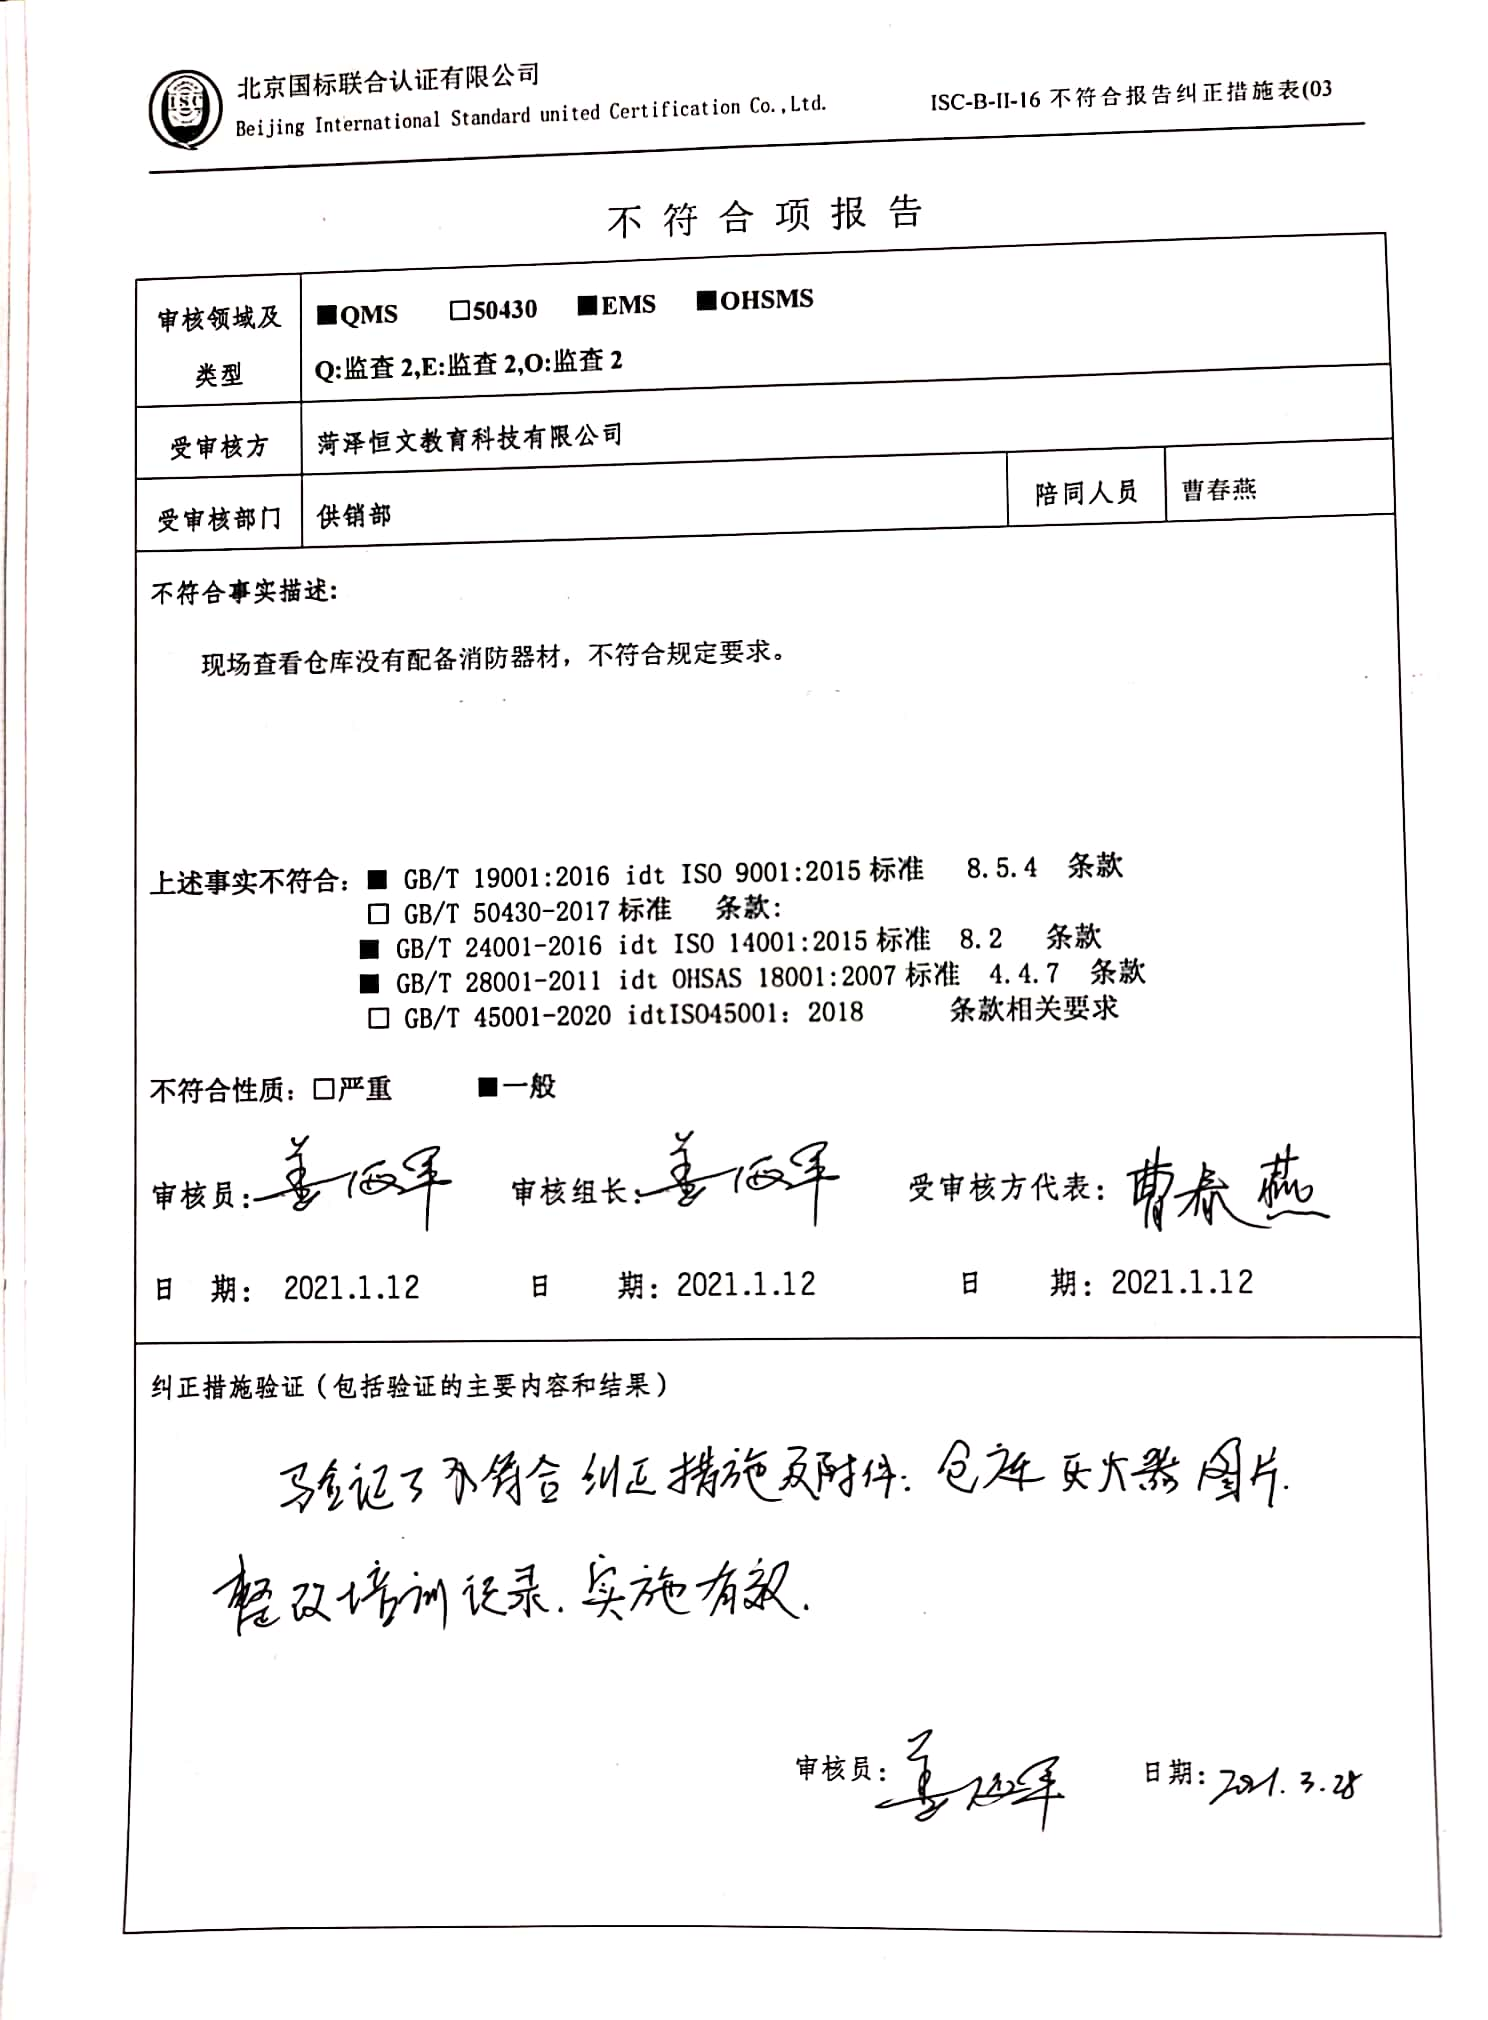 ISC
北京国标联合认证有限公司
Beijing International Standard united Certification Co.,Ltd.
ISC-B-II-16 不符合报告纠正措施表(03
不符合项报告
审核领域及类型
■QMS □50430 ■EMS ■OHSMS
Q:监查 2,E:监查 2,O:监查 2
受审核方 菏泽恒文教育科技有限公司
受审核部门 供销部 陪同人员 曹春燕
不符合事实描述:
现场查看仓库没有配备消防器材，不符合规定要求。
上述事实不符合: ■ GB/T 19001:2016 idt ISO 9001:2015 标准 8.5.4 条款
□ GB/T 50430-2017 标准 条款:
■ GB/T 24001-2016 idt ISO 14001:2015 标准 8.2 条款
■ GB/T 28001-2011 idt OHSAS 18001:2007 标准 4.4.7 条款
□ GB/T 45001-2020 idtISO45001: 2018 条款相关要求
不符合性质: □严重 ■一般
审核员: 姜海军 审核组长: 姜海军 受审核方代表: 曹春燕
日 期: 2021.1.12 日 期: 2021.1.12 日 期: 2021.1.12
纠正措施验证（包括验证的主要内容和结果）
验证了不符合纠正措施及附件: 仓库灭火器图片.
整改培训记录. 实施有效.
审核员: 姜海军 日期: 2021.3.28